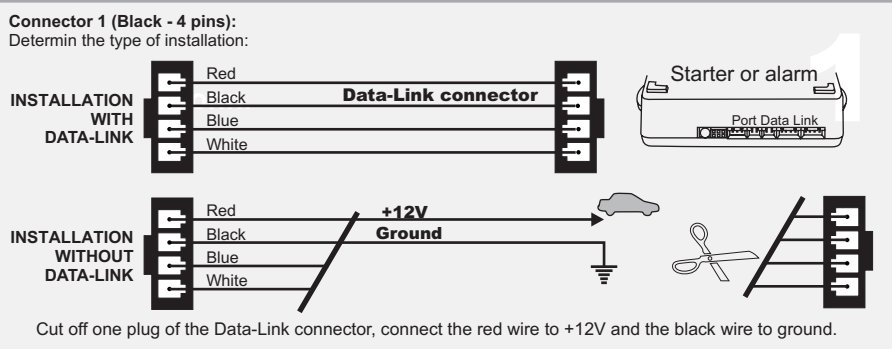 Connector 1 (Black - 4 pins):
Determin the type of installation:
1
INSTALLATION
WITH
DATA-LINK
Red
Black
Blue
White
Data-Link connector
Starter or alarm
Port Data Link
INSTALLATION
WITHOUT
DATA-LINK
Red
Black
Blue
White
+12V
Ground
Cut off one plug of the Data-Link connector, connect the red wire to +12V and the black wire to ground.